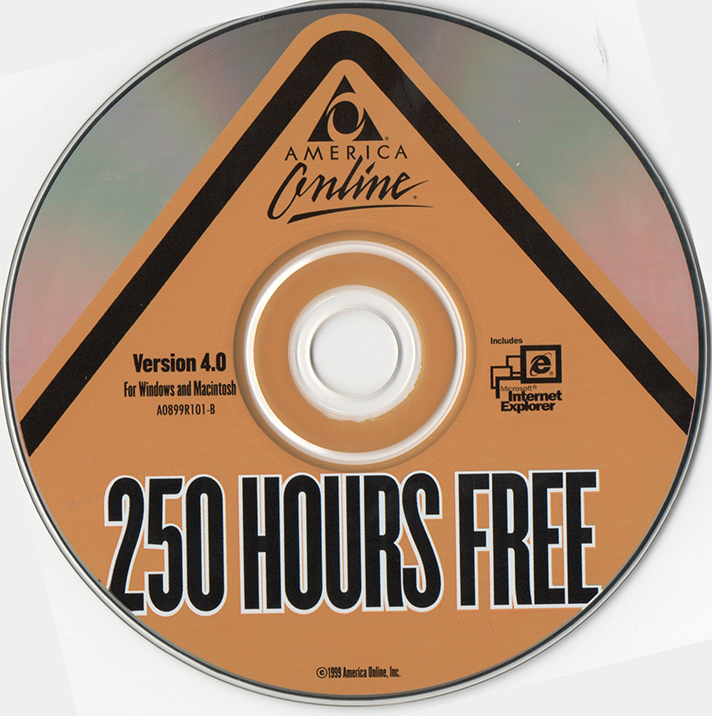 AMERICA
Online®
Version 4.0
For Windows and Macintosh
A0899R101-B
Includes
Microsoft®
Internet
Explorer
250 HOURS FREE
©1999 America Online, Inc.